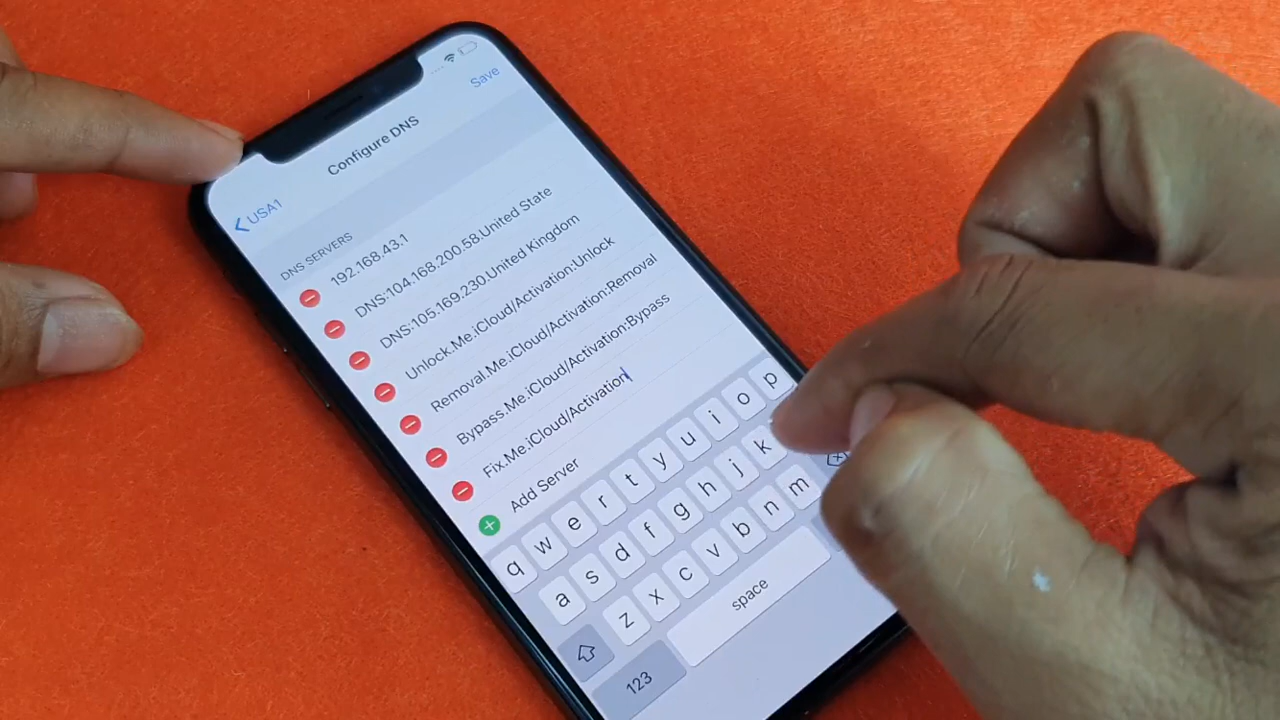 Save
Configure DNS
USA1
DNS SERVERS
192.168.43.1
DNS:104.168.200.58.United State
DNS:105.169.230.United Kingdom
Unlock.Me.iCloud/Activation:Unlock
Removal.Me.iCloud/Activation:Removal
Bypass.Me.iCloud/Activation:Bypass
Fix.Me.iCloud/Activation
Add Server
q w e r t y u i o p
a s d f g h j k
z x c v b n m
123 space